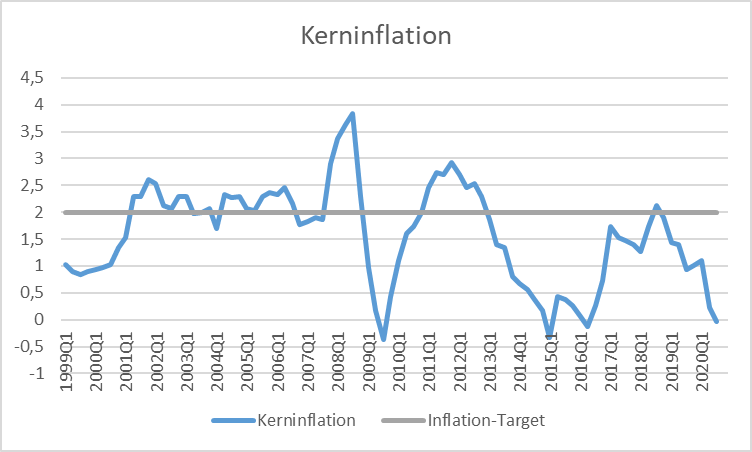 Kerninflation
4,5
4
3,5
3
2,5
2
1,5
1
0,5
0
-0,5
-1
1999Q1
2000Q1
2001Q1
2002Q1
2003Q1
2004Q1
2005Q1
2006Q1
2007Q1
2008Q1
2009Q1
2010Q1
2011Q1
2012Q1
2013Q1
2014Q1
2015Q1
2016Q1
2017Q1
2018Q1
2019Q1
2020Q1
Kerninflation Inflation-Target